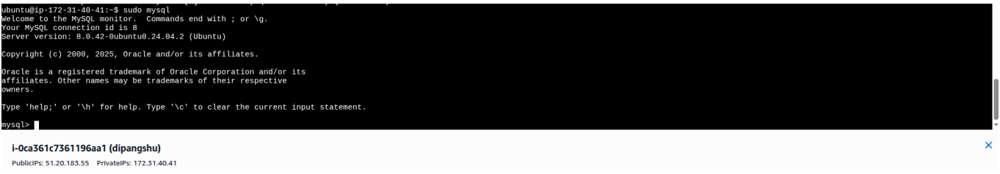 ubuntu@ip-172-31-40-41:~$ sudo mysql
Welcome to the MySQL monitor.  Commands end with ; or \g.
Your MySQL connection id is 8
Server version: 8.0.42-0ubuntu0.24.04.2 (Ubuntu)
Copyright (c) 2000, 2025, Oracle and/or its affiliates.
Oracle is a registered trademark of Oracle Corporation and/or its
affiliates. Other names may be trademarks of their respective
owners.
Type 'help;' or '\h' for help. Type '\c' to clear the current input statement.
mysql>
i-0ca361c7361196aa1 (dipangshu)
PublicIPs: 51.20.183.55 PrivateIPs: 172.31.40.41